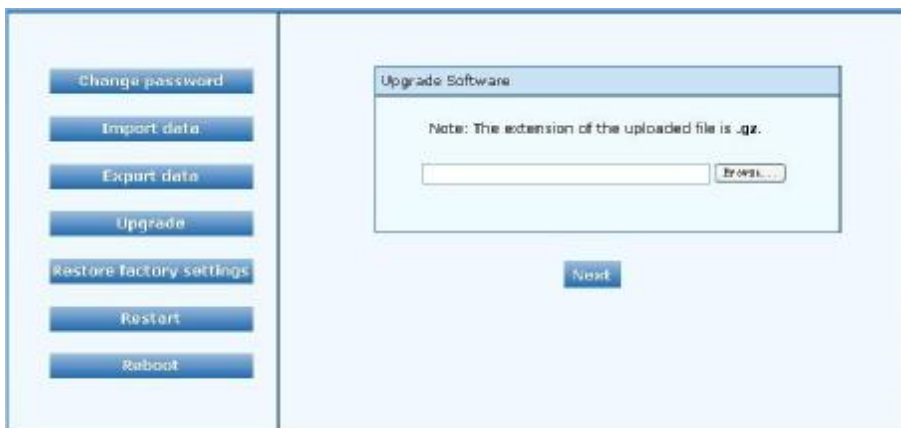 Change password
Import data
Export data
Upgrade
Restore factory settings
Restart
Reboot
Upgrade Software
Note: The extension of the uploaded file is .gz.
Browse...
Next